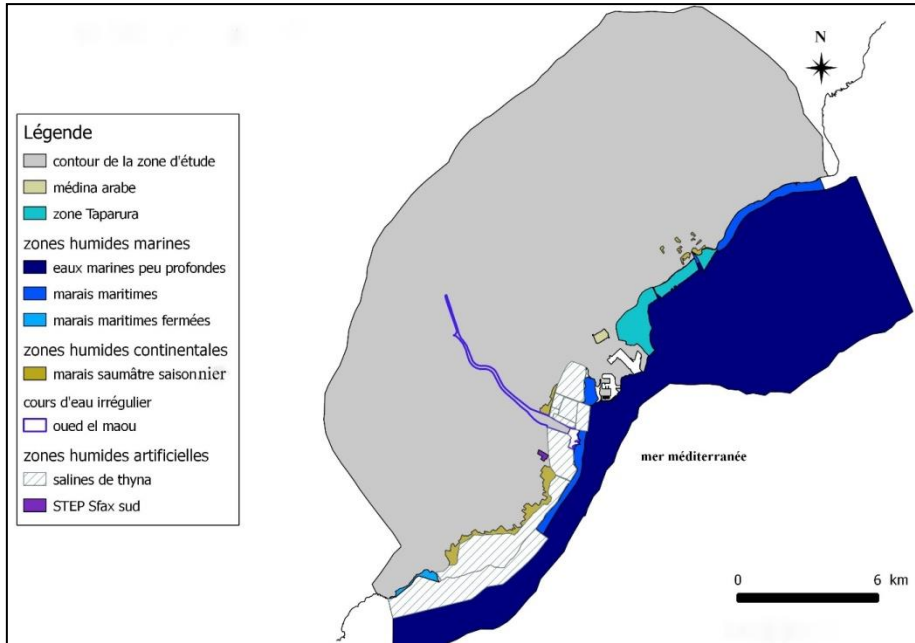 N
Légende
contour de la zone d'étude
médina arabe
zone Taparura
zones humides marines
eaux marines peu profondes
marais maritimes
marais maritimes fermées
zones humides continentales
marais saumâtre saisonnier
cours d'eau irrégulier
oued el maou
zones humides artificielles
salines de thyna
STEP Sfax sud
mer méditerranée
0 6 km